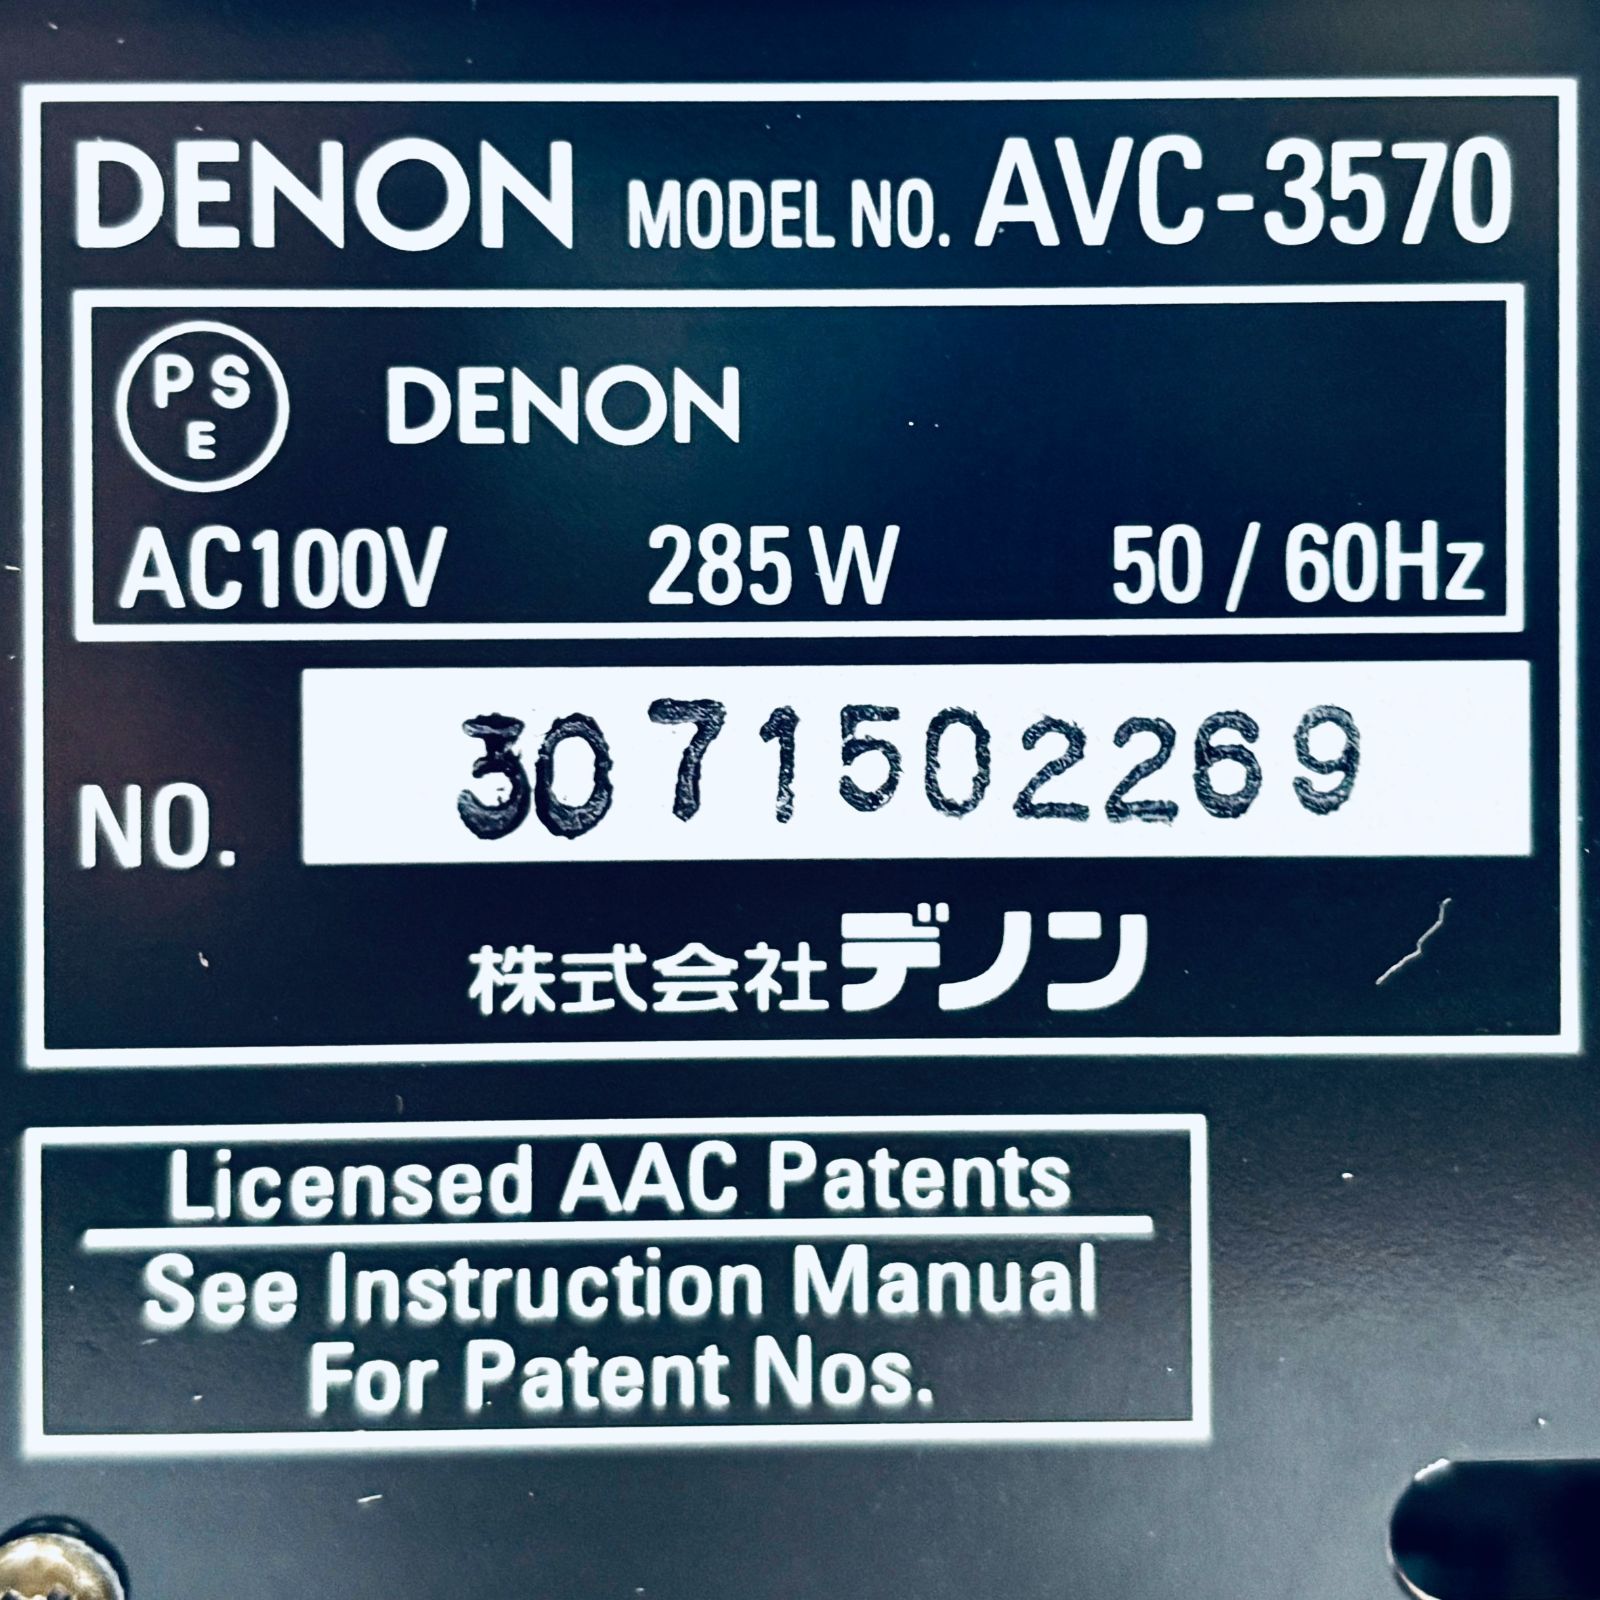 DENON MODEL NO. AVC-3570
PSE DENON
AC100V 285W 50 / 60Hz
NO. 3071502269
株式会社デノン
Licensed AAC Patents
See Instruction Manual
For Patent Nos.